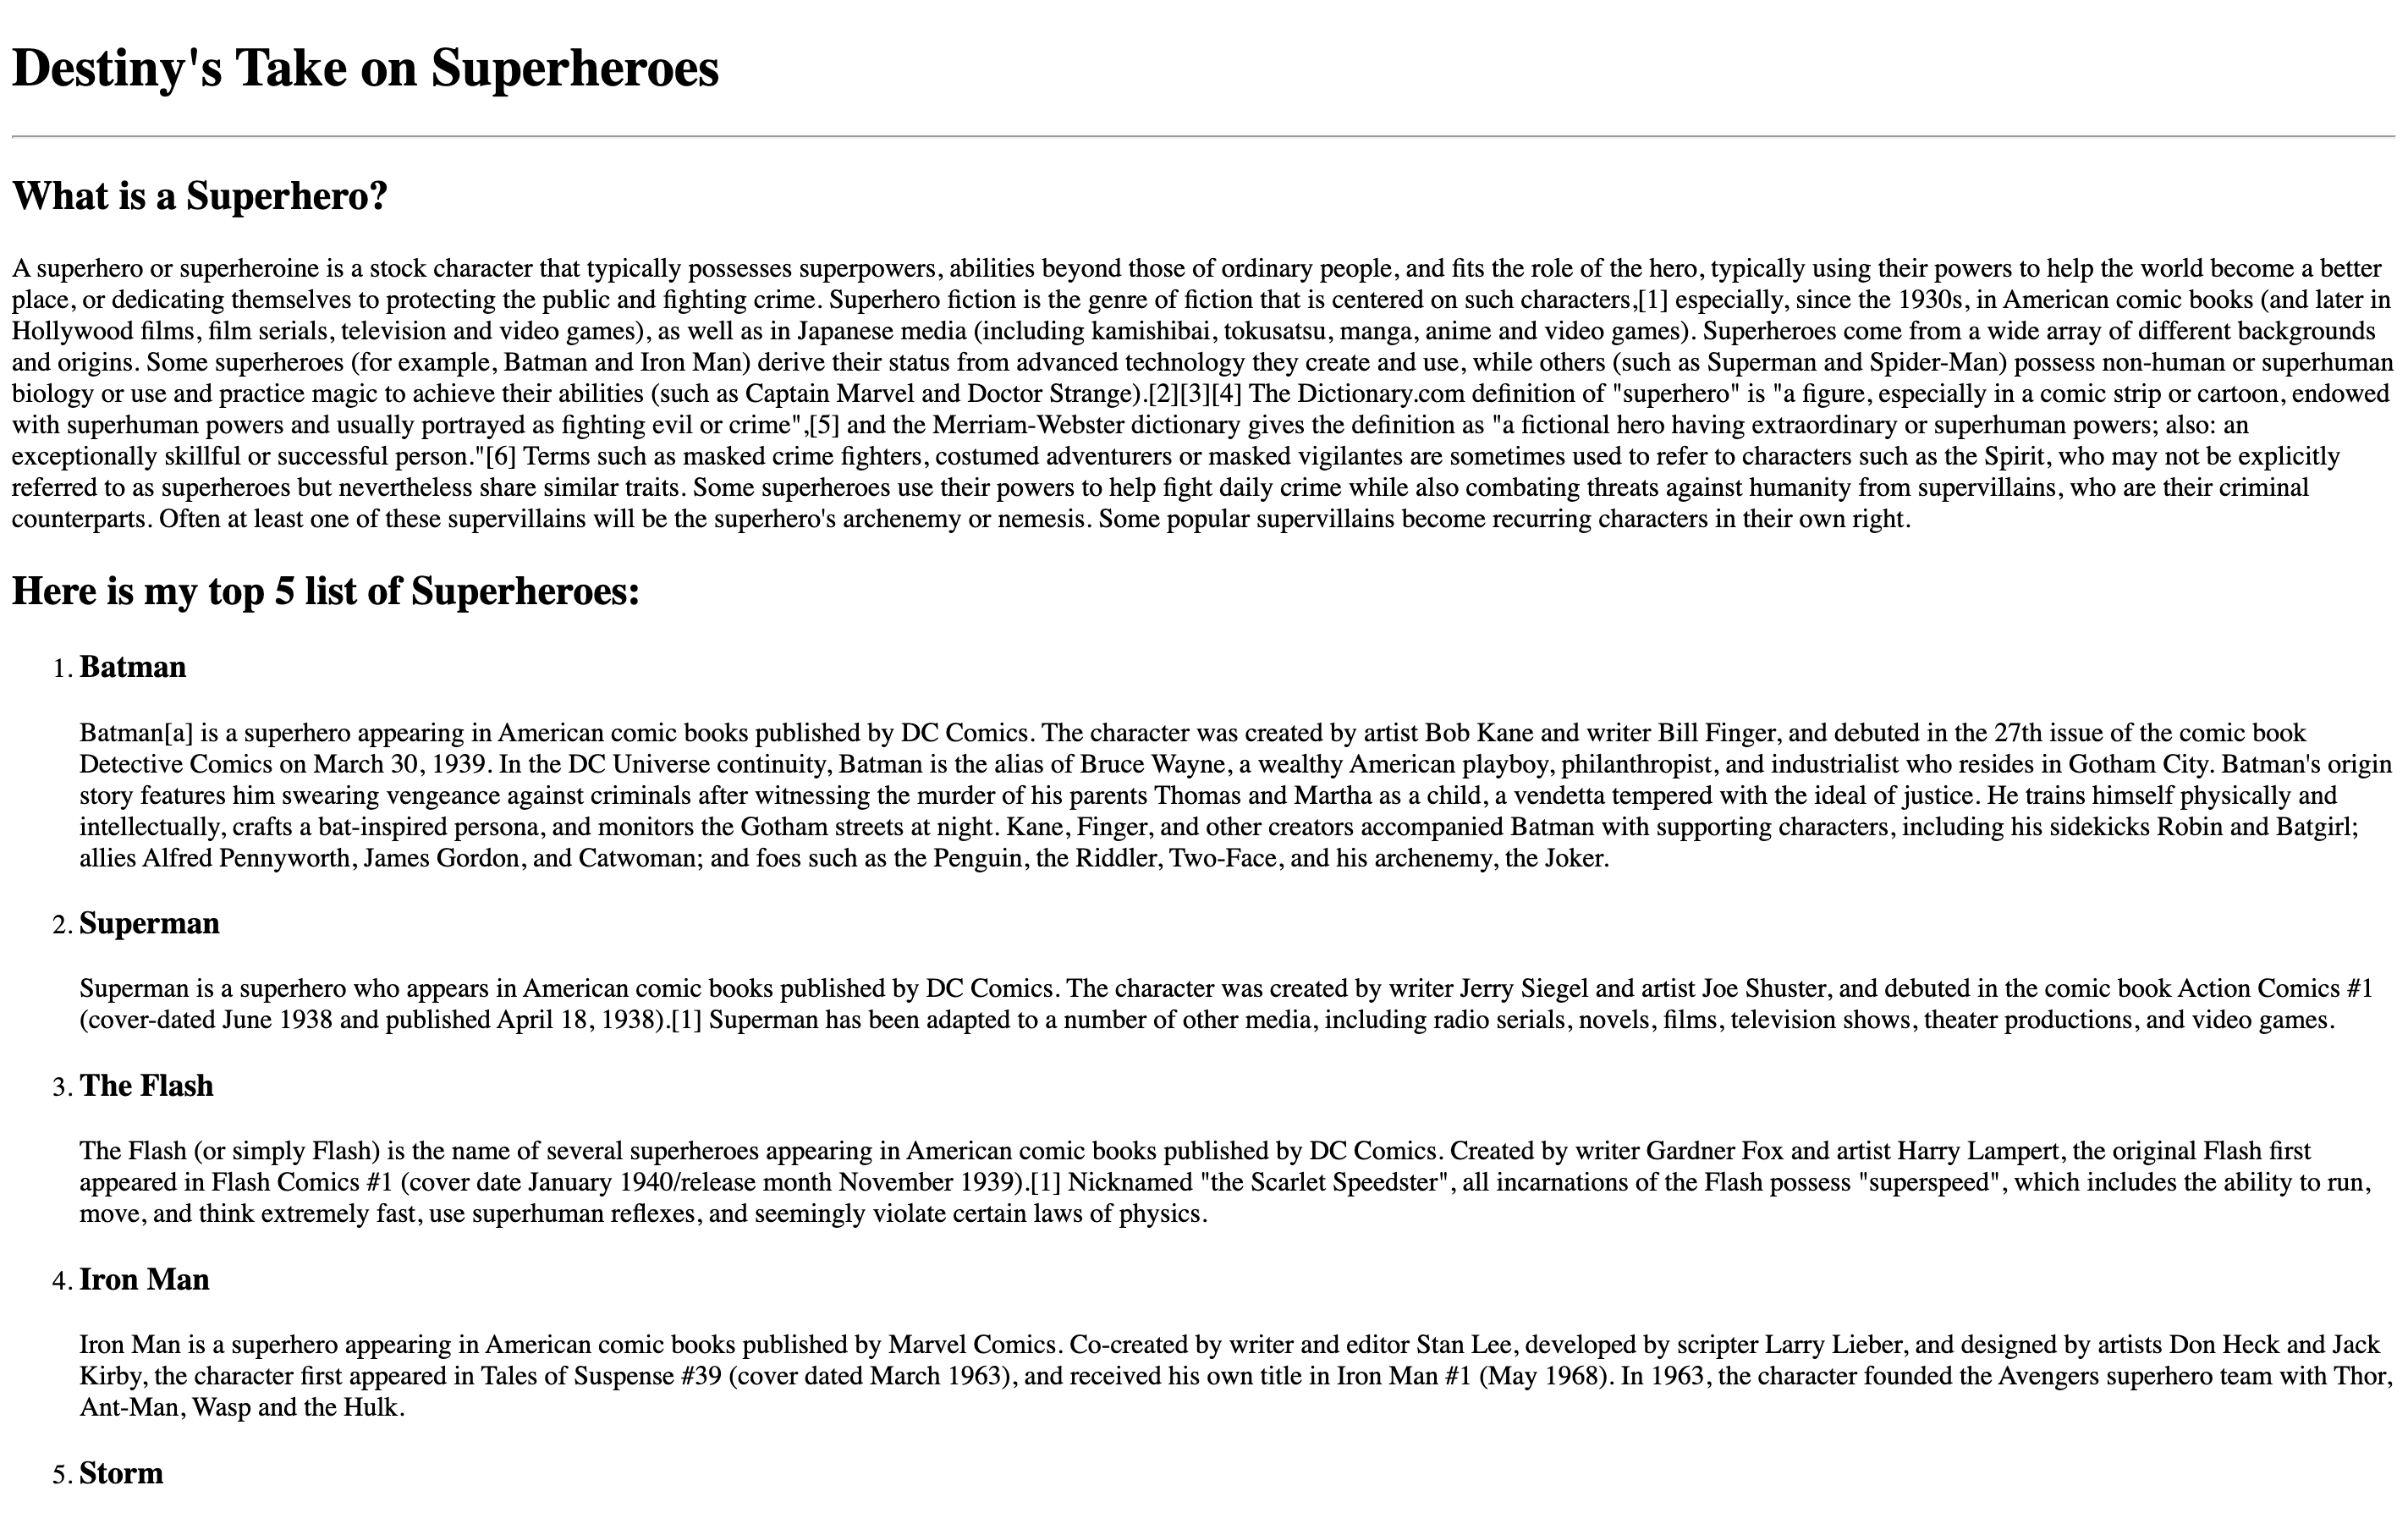 Destiny's Take on Superheroes
What is a Superhero?
A superhero or superheroine is a stock character that typically possesses superpowers, abilities beyond those of ordinary people, and fits the role of the hero, typically using their powers to help the world become a better
place, or dedicating themselves to protecting the public and fighting crime. Superhero fiction is the genre of fiction that is centered on such characters,[1] especially, since the 1930s, in American comic books (and later in
Hollywood films, film serials, television and video games), as well as in Japanese media (including kamishibai, tokusatsu, manga, anime and video games). Superheroes come from a wide array of different backgrounds
and origins. Some superheroes (for example, Batman and Iron Man) derive their status from advanced technology they create and use, while others (such as Superman and Spider-Man) possess non-human or superhuman
biology or use and practice magic to achieve their abilities (such as Captain Marvel and Doctor Strange).[2][3][4] The Dictionary.com definition of "superhero" is "a figure, especially in a comic strip or cartoon, endowed
with superhuman powers and usually portrayed as fighting evil or crime",[5] and the Merriam-Webster dictionary gives the definition as "a fictional hero having extraordinary or superhuman powers; also: an
exceptionally skillful or successful person."[6] Terms such as masked crime fighters, costumed adventurers or masked vigilantes are sometimes used to refer to characters such as the Spirit, who may not be explicitly
referred to as superheroes but nevertheless share similar traits. Some superheroes use their powers to help fight daily crime while also combating threats against humanity from supervillains, who are their criminal
counterparts. Often at least one of these supervillains will be the superhero's archenemy or nemesis. Some popular supervillains become recurring characters in their own right.
Here is my top 5 list of Superheroes:
1. Batman
Batman[a] is a superhero appearing in American comic books published by DC Comics. The character was created by artist Bob Kane and writer Bill Finger, and debuted in the 27th issue of the comic book
Detective Comics on March 30, 1939. In the DC Universe continuity, Batman is the alias of Bruce Wayne, a wealthy American playboy, philanthropist, and industrialist who resides in Gotham City. Batman's origin
story features him swearing vengeance against criminals after witnessing the murder of his parents Thomas and Martha as a child, a vendetta tempered with the ideal of justice. He trains himself physically and
intellectually, crafts a bat-inspired persona, and monitors the Gotham streets at night. Kane, Finger, and other creators accompanied Batman with supporting characters, including his sidekicks Robin and Batgirl;
allies Alfred Pennyworth, James Gordon, and Catwoman; and foes such as the Penguin, the Riddler, Two-Face, and his archenemy, the Joker.
2. Superman
Superman is a superhero who appears in American comic books published by DC Comics. The character was created by writer Jerry Siegel and artist Joe Shuster, and debuted in the comic book Action Comics #1
(cover-dated June 1938 and published April 18, 1938).[1] Superman has been adapted to a number of other media, including radio serials, novels, films, television shows, theater productions, and video games.
3. The Flash
The Flash (or simply Flash) is the name of several superheroes appearing in American comic books published by DC Comics. Created by writer Gardner Fox and artist Harry Lampert, the original Flash first
appeared in Flash Comics #1 (cover date January 1940/release month November 1939).[1] Nicknamed "the Scarlet Speedster", all incarnations of the Flash possess "superspeed", which includes the ability to run,
move, and think extremely fast, use superhuman reflexes, and seemingly violate certain laws of physics.
4. Iron Man
Iron Man is a superhero appearing in American comic books published by Marvel Comics. Co-created by writer and editor Stan Lee, developed by scripter Larry Lieber, and designed by artists Don Heck and Jack
Kirby, the character first appeared in Tales of Suspense #39 (cover dated March 1963), and received his own title in Iron Man #1 (May 1968). In 1963, the character founded the Avengers superhero team with Thor,
Ant-Man, Wasp and the Hulk.
5. Storm